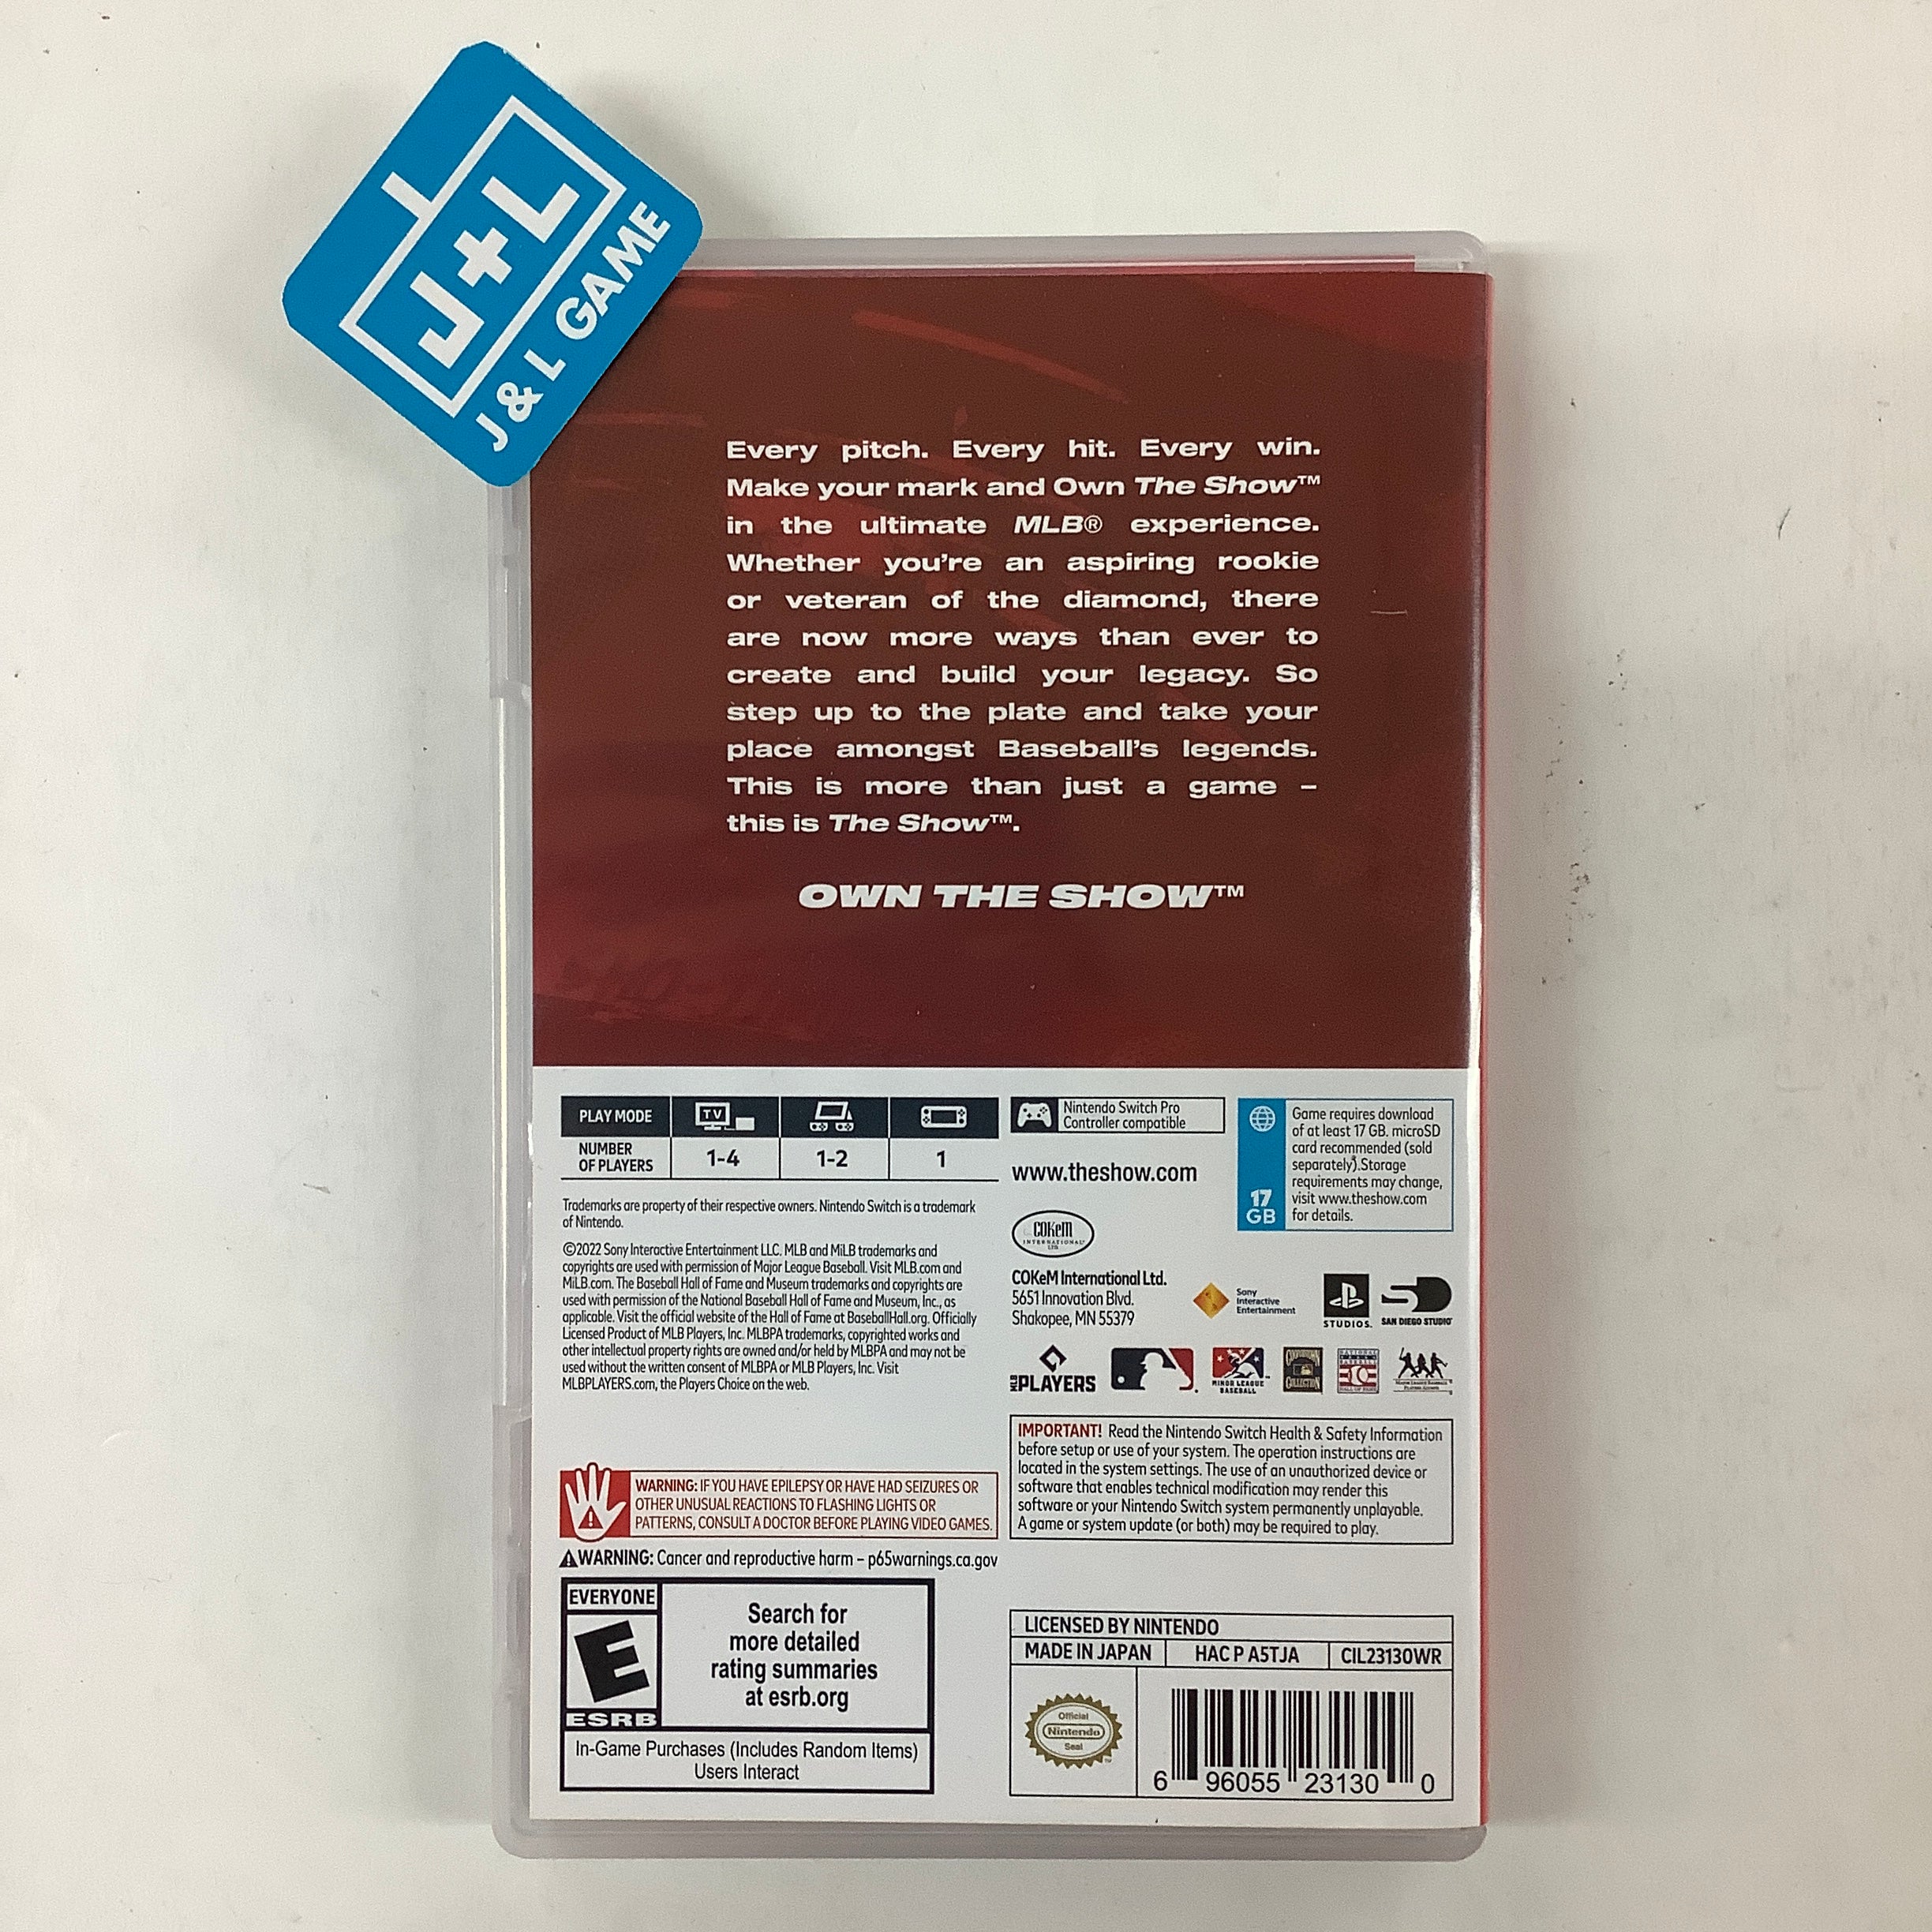 J+L
J & L GAME
Every pitch. Every hit. Every win.
Make your mark and Own The Show™
in the ultimate MLB® experience.
Whether you're an aspiring rookie
or veteran of the diamond, there
are now more ways than ever to
create and build your legacy. So
step up to the plate and take your
place amongst Baseball's legends.
This is more than just a game –
this is The Show™.
OWN THE SHOW™
PLAY MODE
TV
NUMBER
OF PLAYERS
1-4
1-2
1
Trademarks are property of their respective owners. Nintendo Switch is a trademark
of Nintendo.
©2022 Sony Interactive Entertainment LLC. MLB and MiLB trademarks and
copyrights are used with permission of Major League Baseball. Visit MLB.com and
MiLB.com. The Baseball Hall of Fame and Museum trademarks and copyrights are
used with permission of the National Baseball Hall of Fame and Museum, Inc., as
applicable. Visit the official website of the Hall of Fame at BaseballHall.org. Officially
Licensed Product of MLB Players, Inc. MLBPA trademarks, copyrighted works and
other intellectual property rights are owned and/or held by MLBPA and may not be
used without the written consent of MLBPA or MLB Players, Inc. Visit
MLBPLAYERS.com, the Players Choice on the web.
WARNING: IF YOU HAVE EPILEPSY OR HAVE HAD SEIZURES OR
OTHER UNUSUAL REACTIONS TO FLASHING LIGHTS OR
PATTERNS, CONSULT A DOCTOR BEFORE PLAYING VIDEO GAMES.
WARNING: Cancer and reproductive harm – p65warnings.ca.gov
EVERYONE
E
ESRB
Search for
more detailed
rating summaries
at esrb.org
In-Game Purchases (Includes Random Items)
Users Interact
Nintendo Switch Pro
Controller compatible
www.theshow.com
17
GB
Game requires download
of at least 17 GB. microSD
card recommended (sold
separately).Storage
requirements may change,
visit www.theshow.com
for details.
COKeM
INTERNATIONAL
LTD.
COKeM International Ltd.
5651 Innovation Blvd.
Shakopee, MN 55379
Sony
Interactive
Entertainment
STUDIOS.
SAN DIEGO STUDIO
MLB PLAYERS
MINOR LEAGUE
BASEBALL
COOPERSTOWN
COLLECTION
NATIONAL
BASEBALL
HALL OF FAME
MAJOR LEAGUE BASEBALL
PLAYERS ALUMNI
IMPORTANT! Read the Nintendo Switch Health & Safety Information
before setup or use of your system. The operation instructions are
located in the system settings. The use of an unauthorized device or
software that enables technical modification may render this
software or your Nintendo Switch system permanently unplayable.
A game or system update (or both) may be required to play.
LICENSED BY NINTENDO
MADE IN JAPAN
HAC P A5TJA
CIL23130WR
Official
Nintendo
Seal
6 96055 23130 0